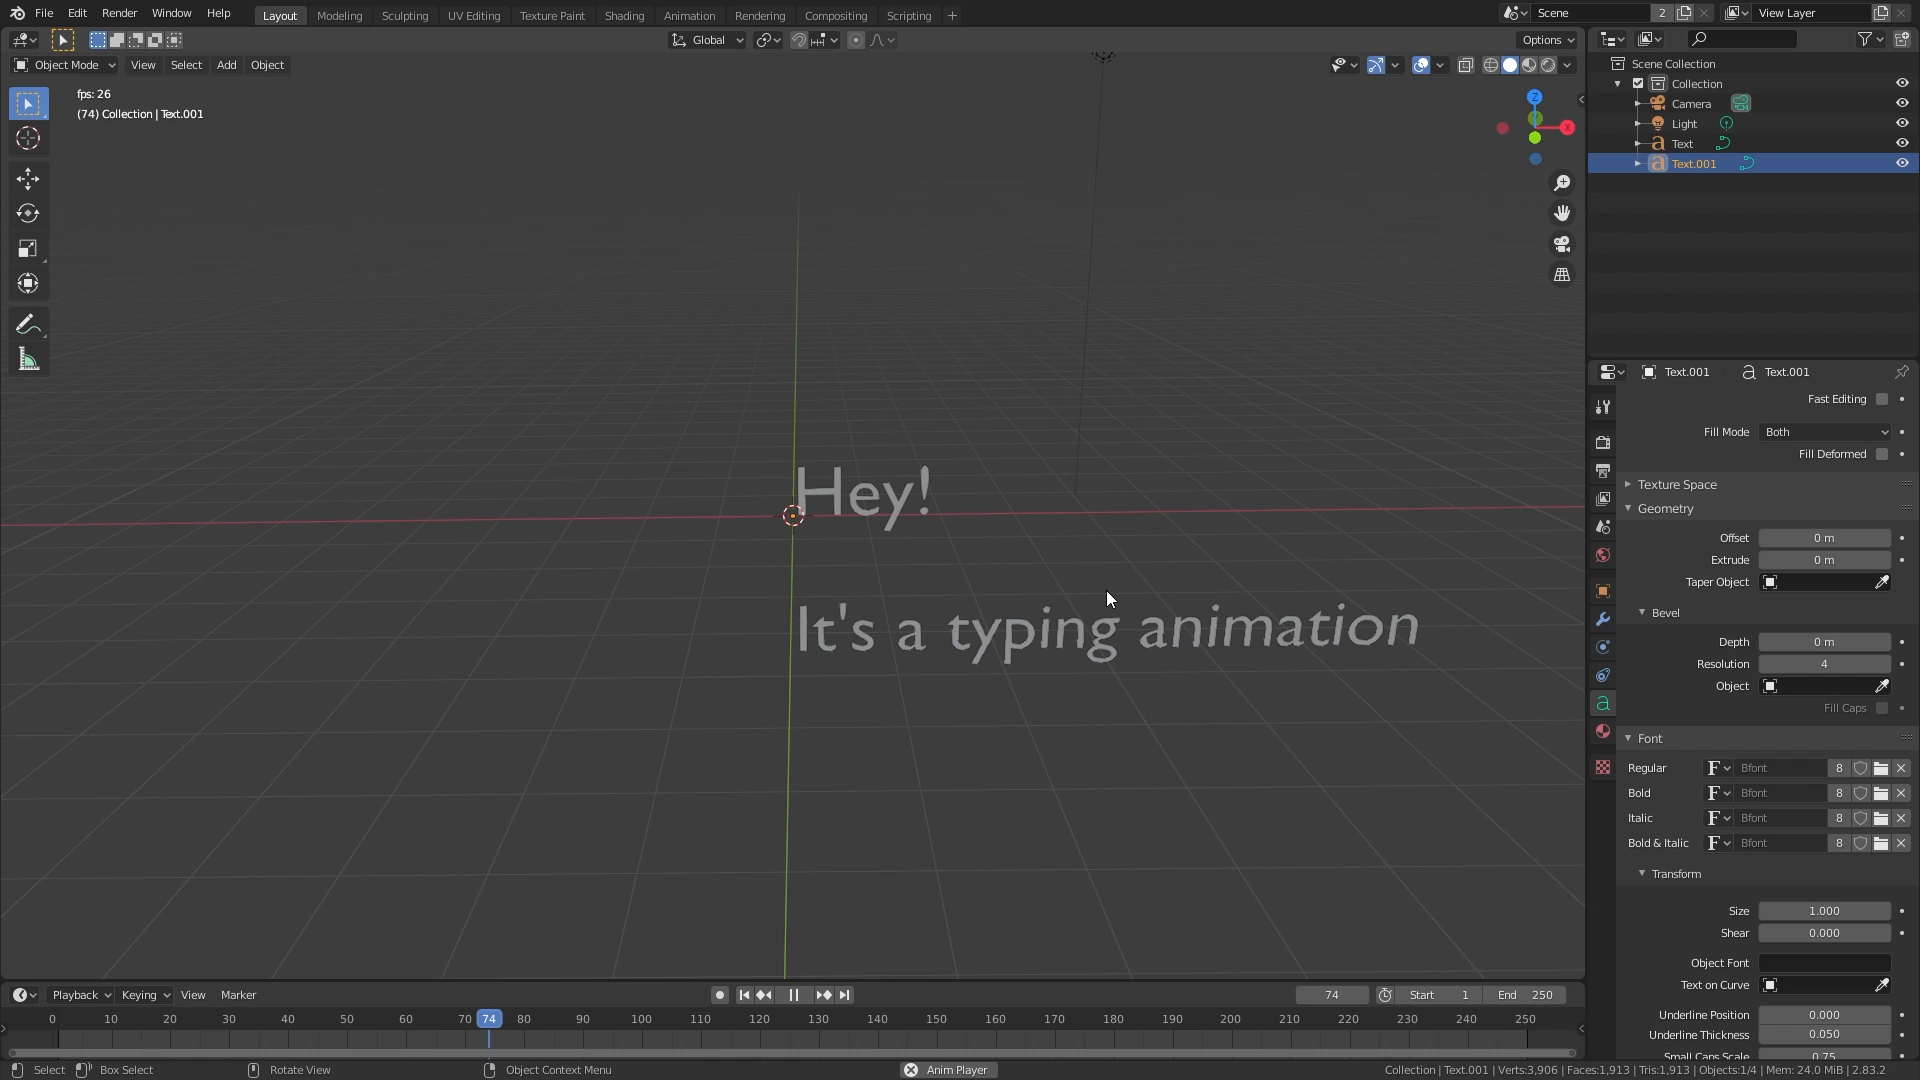 File Edit Render Window Help Layout Modeling Sculpting UV Editing Texture Paint Shading Animation Rendering Compositing Scripting + Scene 2 View Layer
Global Options
Object Mode View Select Add Object
fps: 26
(74) Collection | Text.001
Z
X
Hey!
It's a typing animation
Scene Collection
Collection
Camera
Light
Text
Text.001
Text.001 Text.001
Fast Editing
Fill Mode Both
Fill Deformed
Texture Space
Geometry
Offset 0 m
Extrude 0 m
Taper Object
Bevel
Depth 0 m
Resolution 4
Object
Fill Caps
Font
Regular F Bfont 8
Bold F Bfont 8
Italic F Bfont 8
Bold & Italic F Bfont 8
Transform
Size 1.000
Shear 0.000
Object Font
Text on Curve
Underline Position 0.000
Underline Thickness 0.050
Small Caps Scale 0.75
Playback Keying View Marker 74 Start 1 End 250
0 10 20 30 40 50 60 70 74 80 90 100 110 120 130 140 150 160 170 180 190 200 210 220 230 240 250
Select Box Select Rotate View Object Context Menu Anim Player Collection | Text.001 | Verts:3,906 | Faces:1,913 | Tris:1,913 | Objects:1/4 | Mem: 24.0 MiB | 2.83.2